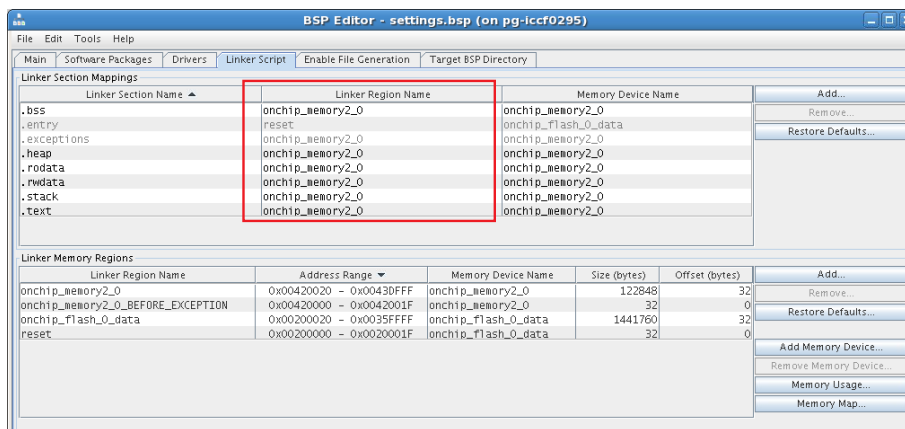 BSP Editor - settings.bsp (on pg-iccf0295)
File Edit Tools Help
Main Software Packages Drivers Linker Script Enable File Generation Target BSP Directory
Linker Section Mappings
Linker Section Name Linker Region Name Memory Device Name Add...
.bss onchip_memory2_0 onchip_memory2_0 Remove...
.entry reset onchip_flash_0_data
.exceptions onchip_memory2_0 onchip_memory2_0 Restore Defaults...
.heap onchip_memory2_0 onchip_memory2_0
.rodata onchip_memory2_0 onchip_memory2_0
.rwdata onchip_memory2_0 onchip_memory2_0
.stack onchip_memory2_0 onchip_memory2_0
.text onchip_memory2_0 onchip_memory2_0
Linker Memory Regions
Linker Region Name Address Range Memory Device Name Size (bytes) Offset (bytes) Add...
onchip_memory2_0 0x00420020 - 0x0043DFFF onchip_memory2_0 122848 32 Remove...
onchip_memory2_0_BEFORE_EXCEPTION 0x00420000 - 0x0042001F onchip_memory2_0 32 0
onchip_flash_0_data 0x00200020 - 0x0035FFFF onchip_flash_0_data 1441760 32 Restore Defaults...
reset 0x00200000 - 0x0020001F onchip_flash_0_data 32 0
Add Memory Device...
Remove Memory Device...
Memory Usage...
Memory Map...